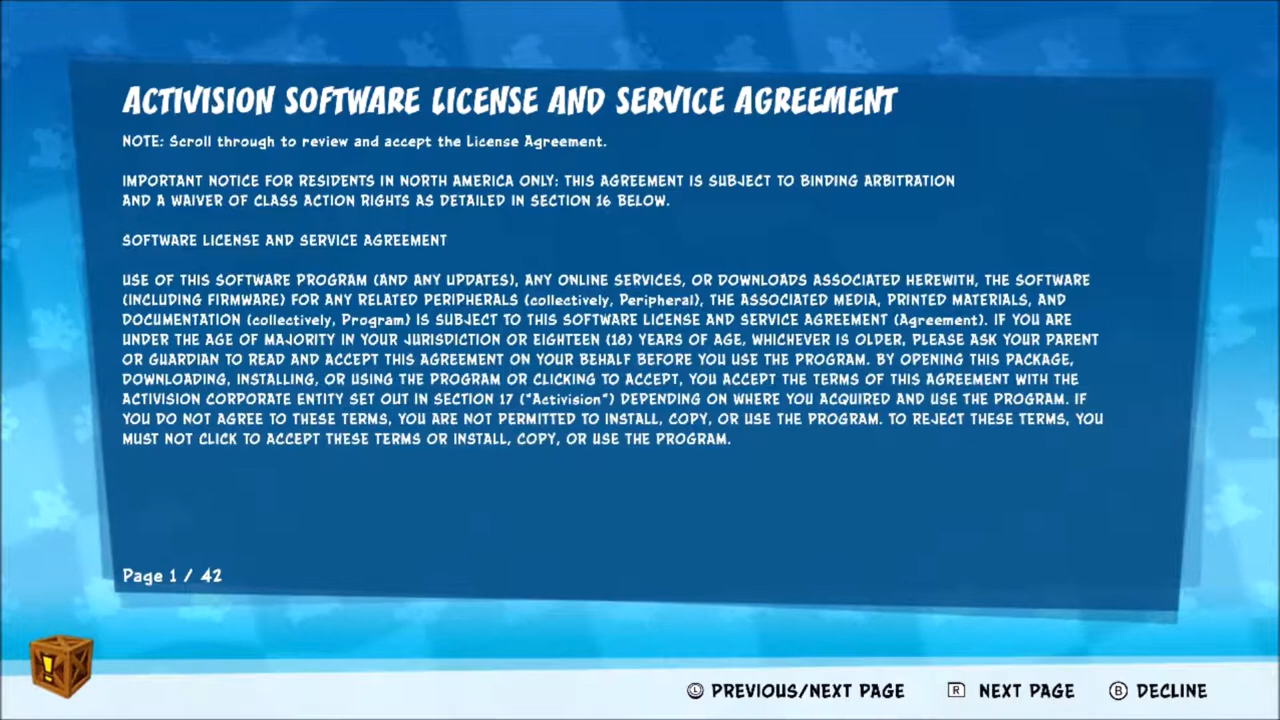 ACTIVISION SOFTWARE LICENSE AND SERVICE AGREEMENT
NOTE: Scroll through to review and accept the License Agreement.
IMPORTANT NOTICE FOR RESIDENTS IN NORTH AMERICA ONLY: THIS AGREEMENT IS SUBJECT TO BINDING ARBITRATION
AND A WAIVER OF CLASS ACTION RIGHTS AS DETAILED IN SECTION 16 BELOW.
SOFTWARE LICENSE AND SERVICE AGREEMENT
USE OF THIS SOFTWARE PROGRAM (AND ANY UPDATES), ANY ONLINE SERVICES, OR DOWNLOADS ASSOCIATED HEREWITH, THE SOFTWARE
(INCLUDING FIRMWARE) FOR ANY RELATED PERIPHERALS (collectively, Peripheral), THE ASSOCIATED MEDIA, PRINTED MATERIALS, AND
DOCUMENTATION (collectively, Program) IS SUBJECT TO THIS SOFTWARE LICENSE AND SERVICE AGREEMENT (Agreement). IF YOU ARE
UNDER THE AGE OF MAJORITY IN YOUR JURISDICTION OR EIGHTEEN (18) YEARS OF AGE, WHICHEVER IS OLDER, PLEASE ASK YOUR PARENT
OR GUARDIAN TO READ AND ACCEPT THIS AGREEMENT ON YOUR BEHALF BEFORE YOU USE THE PROGRAM. BY OPENING THIS PACKAGE,
DOWNLOADING, INSTALLING, OR USING THE PROGRAM OR CLICKING TO ACCEPT, YOU ACCEPT THE TERMS OF THIS AGREEMENT WITH THE
ACTIVISION CORPORATE ENTITY SET OUT IN SECTION 17 ("Activision") DEPENDING ON WHERE YOU ACQUIRED AND USE THE PROGRAM. IF
YOU DO NOT AGREE TO THESE TERMS, YOU ARE NOT PERMITTED TO INSTALL, COPY, OR USE THE PROGRAM. TO REJECT THESE TERMS, YOU
MUST NOT CLICK TO ACCEPT THESE TERMS OR INSTALL, COPY, OR USE THE PROGRAM.
Page 1 / 42
!
L PREVIOUS/NEXT PAGE R NEXT PAGE B DECLINE